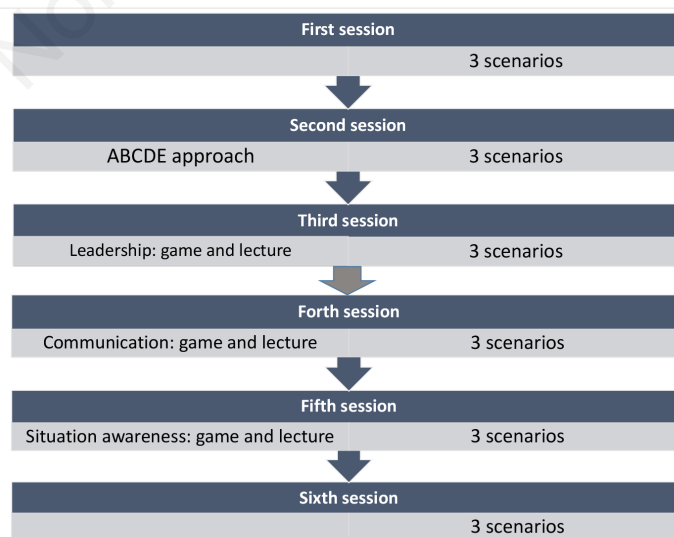 First session
3 scenarios
Second session
ABCDE approach 3 scenarios
Third session
Leadership: game and lecture 3 scenarios
Forth session
Communication: game and lecture 3 scenarios
Fifth session
Situation awareness: game and lecture 3 scenarios
Sixth session
3 scenarios